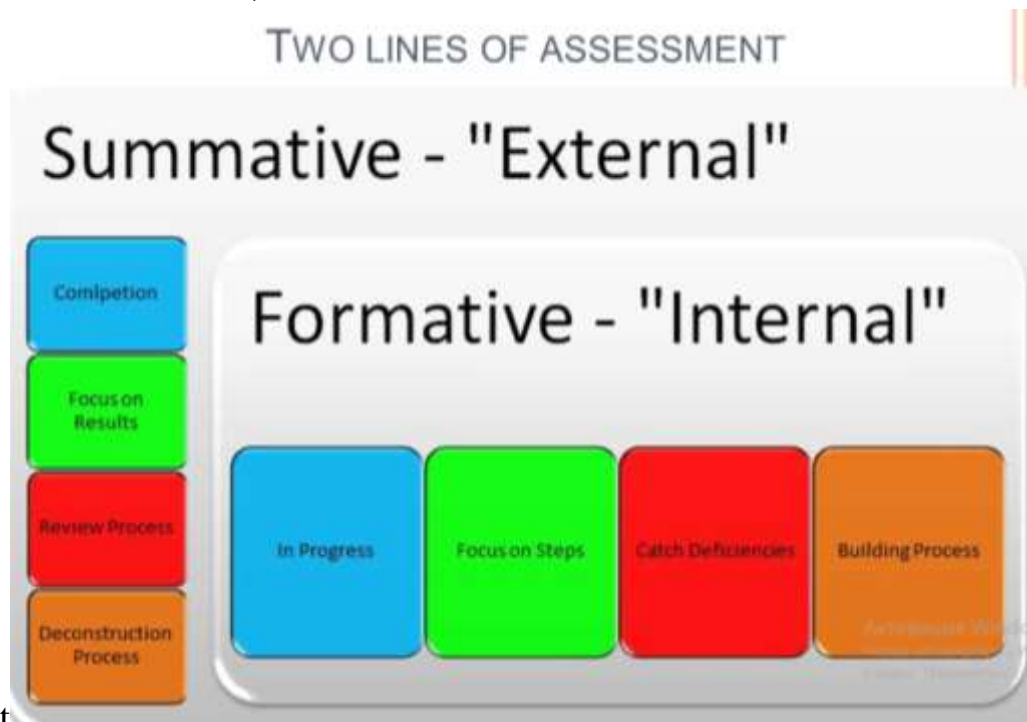 TWO LINES OF ASSESSMENT
Summative - "External"
Comlpetion
Focus on
Results
Review Process
Deconstruction
Process
Formative - "Internal"
In Progress
Focus on Steps
Catch Deficiencies
Building Process
t